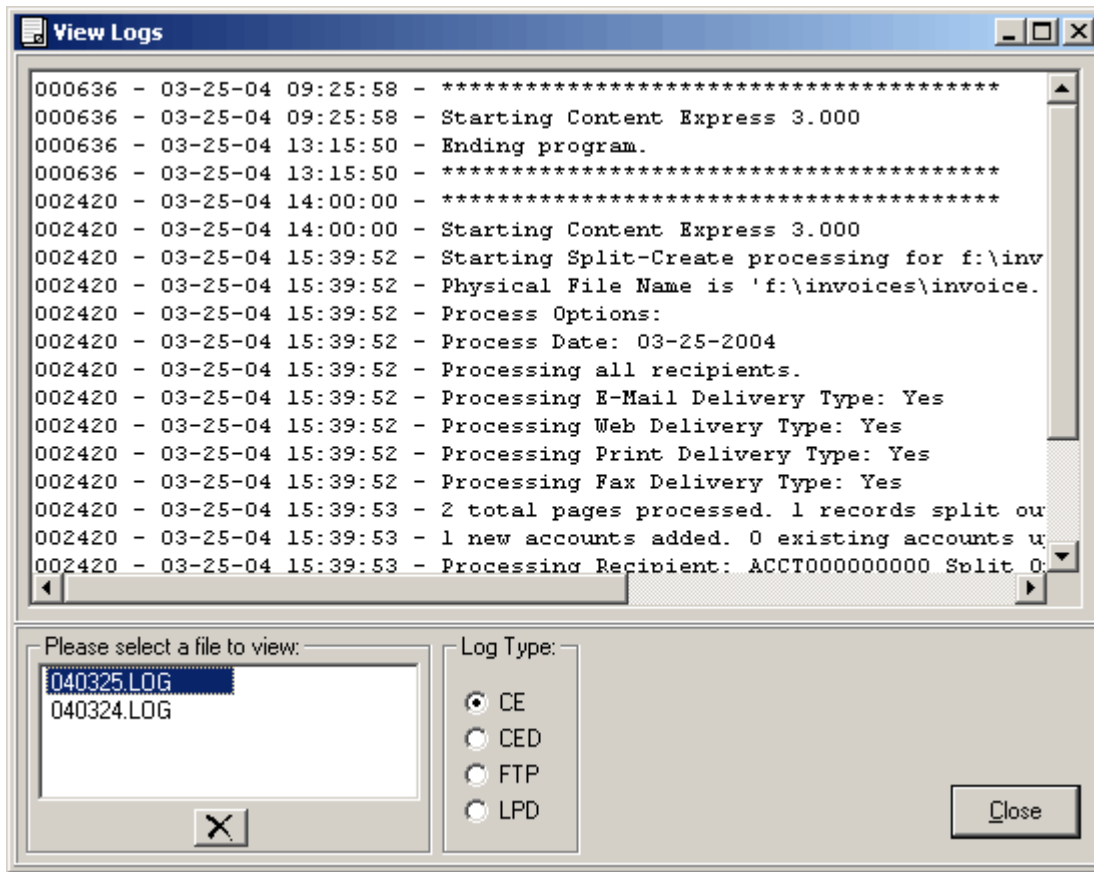 View Logs
000636 - 03-25-04 09:25:58 - ****************************************
000636 - 03-25-04 09:25:58 - Starting Content Express 3.000
000636 - 03-25-04 13:15:50 - Ending program.
000636 - 03-25-04 13:15:50 - ****************************************
002420 - 03-25-04 14:00:00 - ****************************************
002420 - 03-25-04 14:00:00 - Starting Content Express 3.000
002420 - 03-25-04 15:39:52 - Starting Split-Create processing for f:\inv
002420 - 03-25-04 15:39:52 - Physical File Name is 'f:\invoices\invoice.
002420 - 03-25-04 15:39:52 - Process Options:
002420 - 03-25-04 15:39:52 - Process Date: 03-25-2004
002420 - 03-25-04 15:39:52 - Processing all recipients.
002420 - 03-25-04 15:39:52 - Processing E-Mail Delivery Type: Yes
002420 - 03-25-04 15:39:52 - Processing Web Delivery Type: Yes
002420 - 03-25-04 15:39:52 - Processing Print Delivery Type: Yes
002420 - 03-25-04 15:39:52 - Processing Fax Delivery Type: Yes
002420 - 03-25-04 15:39:53 - 2 total pages processed. 1 records split ou
002420 - 03-25-04 15:39:53 - 1 new accounts added. 0 existing accounts u
002420 - 03-25-04 15:39:53 - Processing Recipient: ACCT000000000 Split
Please select a file to view:
040325.LOG
040324.LOG
Log Type:
CE
CED
FTP
LPD
Close